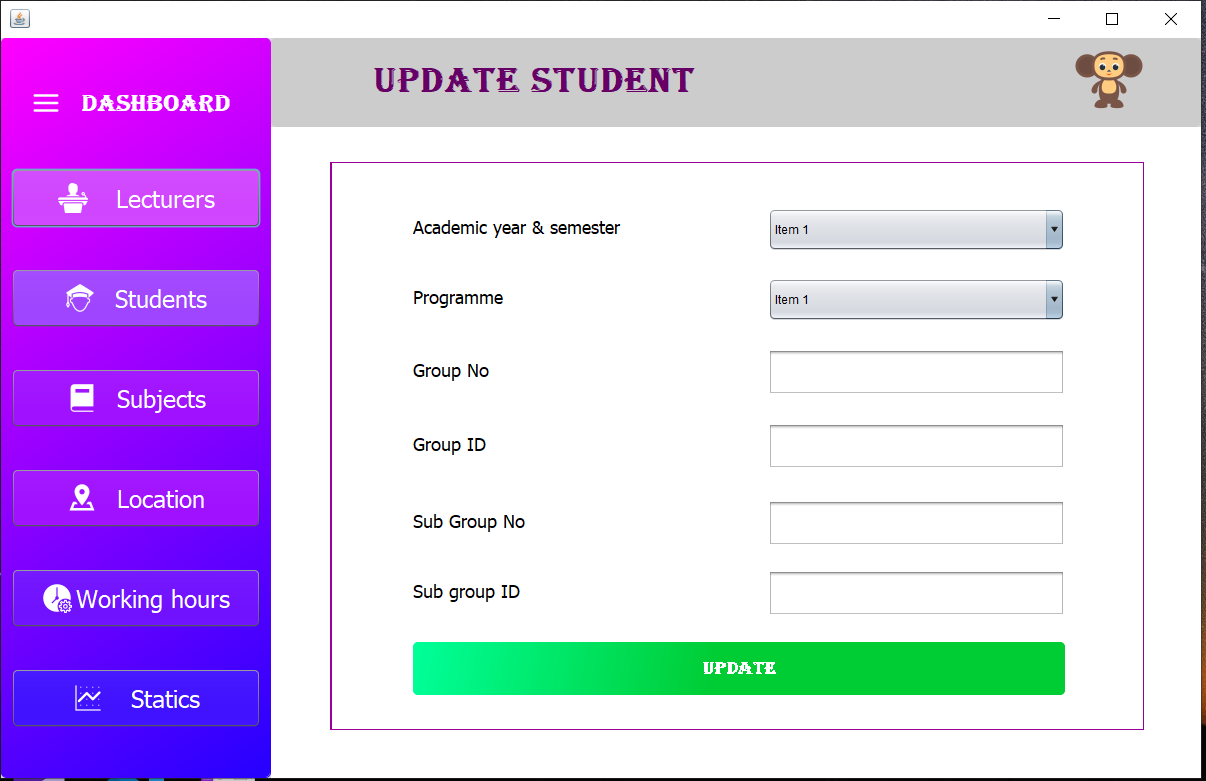 DASHBOARD
Lecturers
Students
Subjects
Location
Working hours
Statics
UPDATE STUDENT
Academic year & semester
Item 1
Programme
Item 1
Group No
Group ID
Sub Group No
Sub group ID
UPDATE